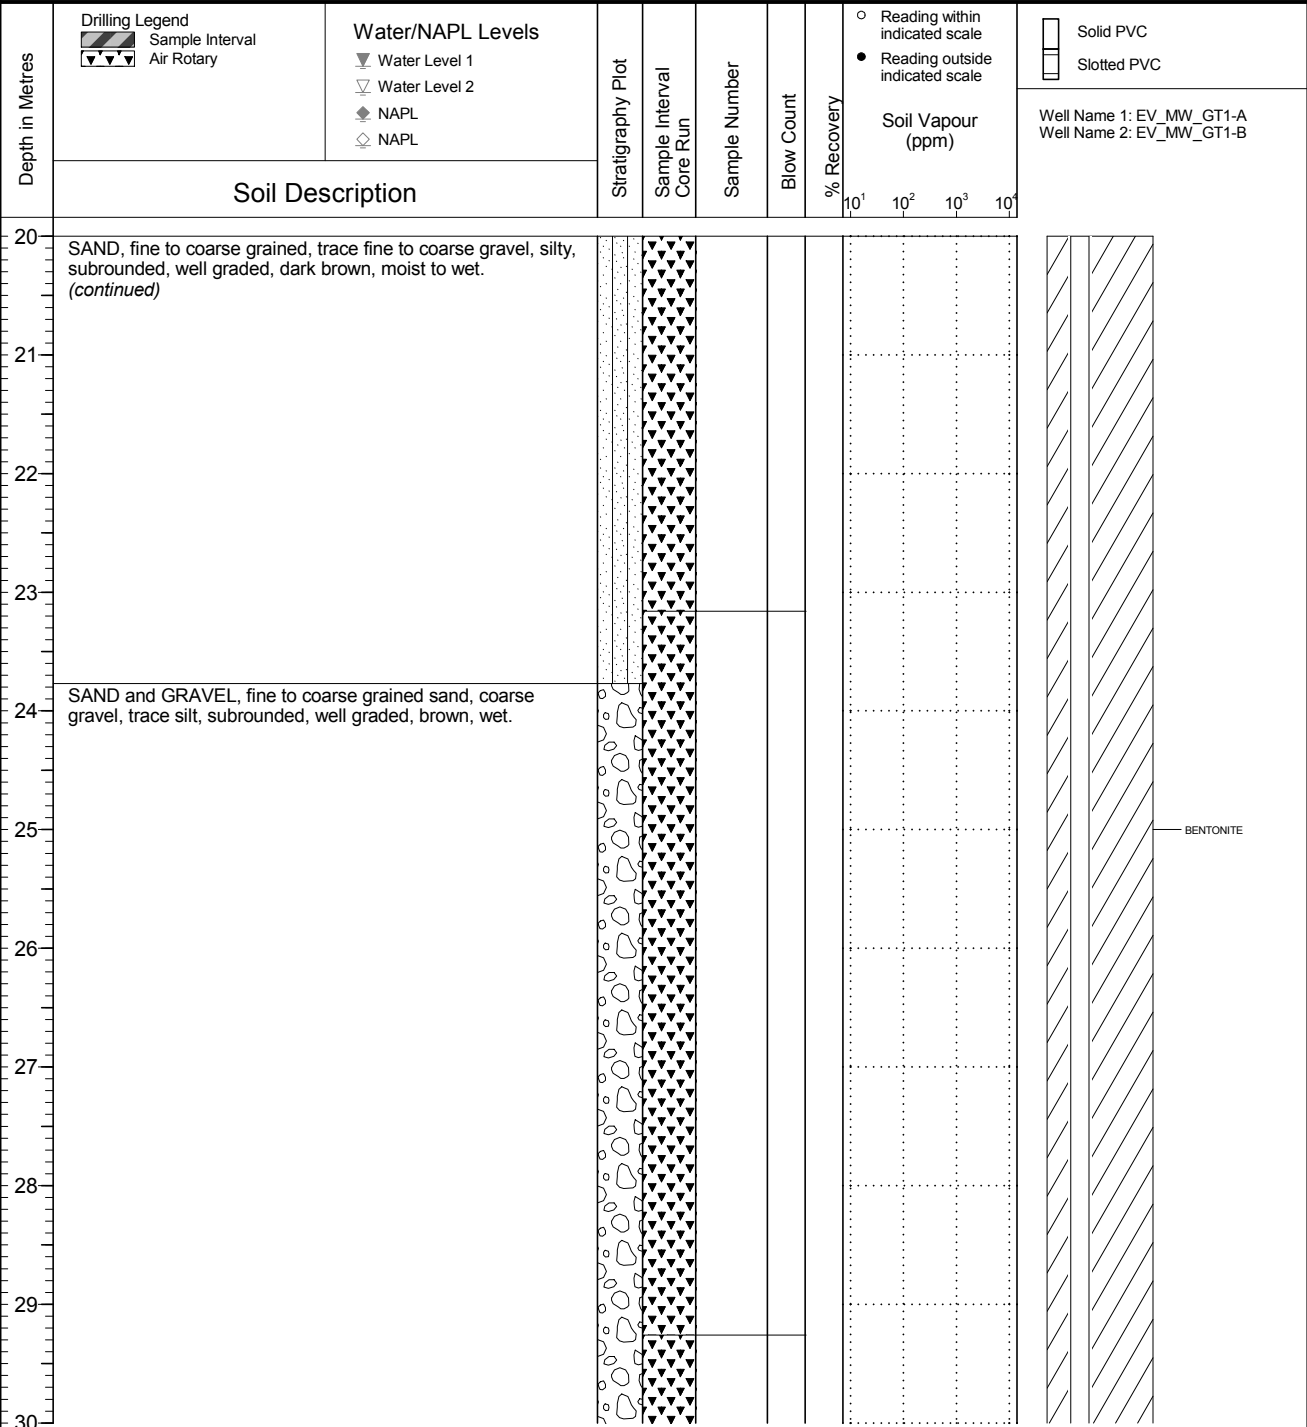 Depth in Metres
Drilling Legend
Sample Interval
Air Rotary
Water/NAPL Levels
Water Level 1
Water Level 2
NAPL
NAPL
Soil Description
Stratigraphy Plot
Sample Interval
Core Run
Sample Number
Blow Count
% Recovery
Reading within
indicated scale
Reading outside
indicated scale
Soil Vapour
(ppm)
10¹ 10² 10³ 10⁴
Solid PVC
Slotted PVC
Well Name 1: EV_MW_GT1-A
Well Name 2: EV_MW_GT1-B
20
SAND, fine to coarse grained, trace fine to coarse gravel, silty,
subrounded, well graded, dark brown, moist to wet.
(continued)
21
22
23
SAND and GRAVEL, fine to coarse grained sand, coarse
gravel, trace silt, subrounded, well graded, brown, wet.
24
25
BENTONITE
26
27
28
29
30